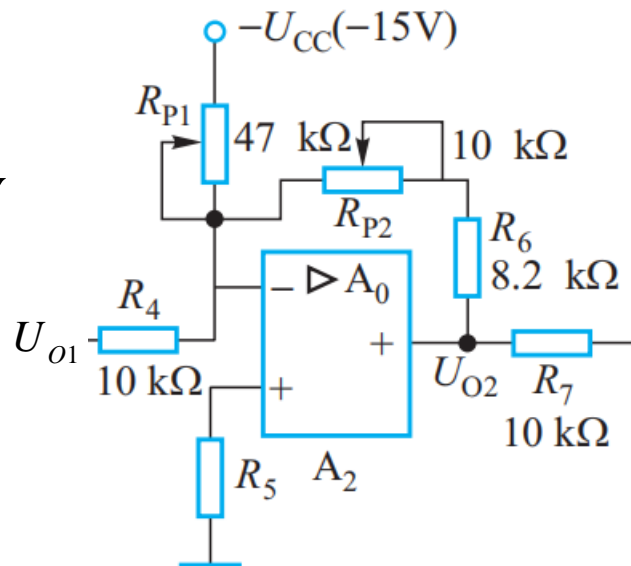 −U_CC(−15V)
R_P1
47 kΩ
10 kΩ
R_P2
R_6
8.2 kΩ
R_4
− ▷ A_0
U_O1
+
10 kΩ
+
U_O2
R_7
10 kΩ
R_5
A_2